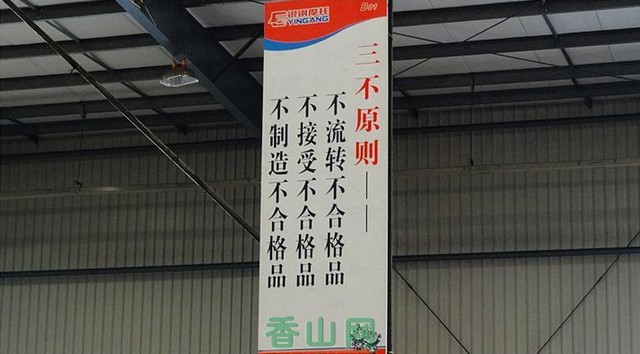 银钢摩托
YINGANG
B01
三不原则——
不流转不合格品
不接受不合格品
不制造不合格品
香山网